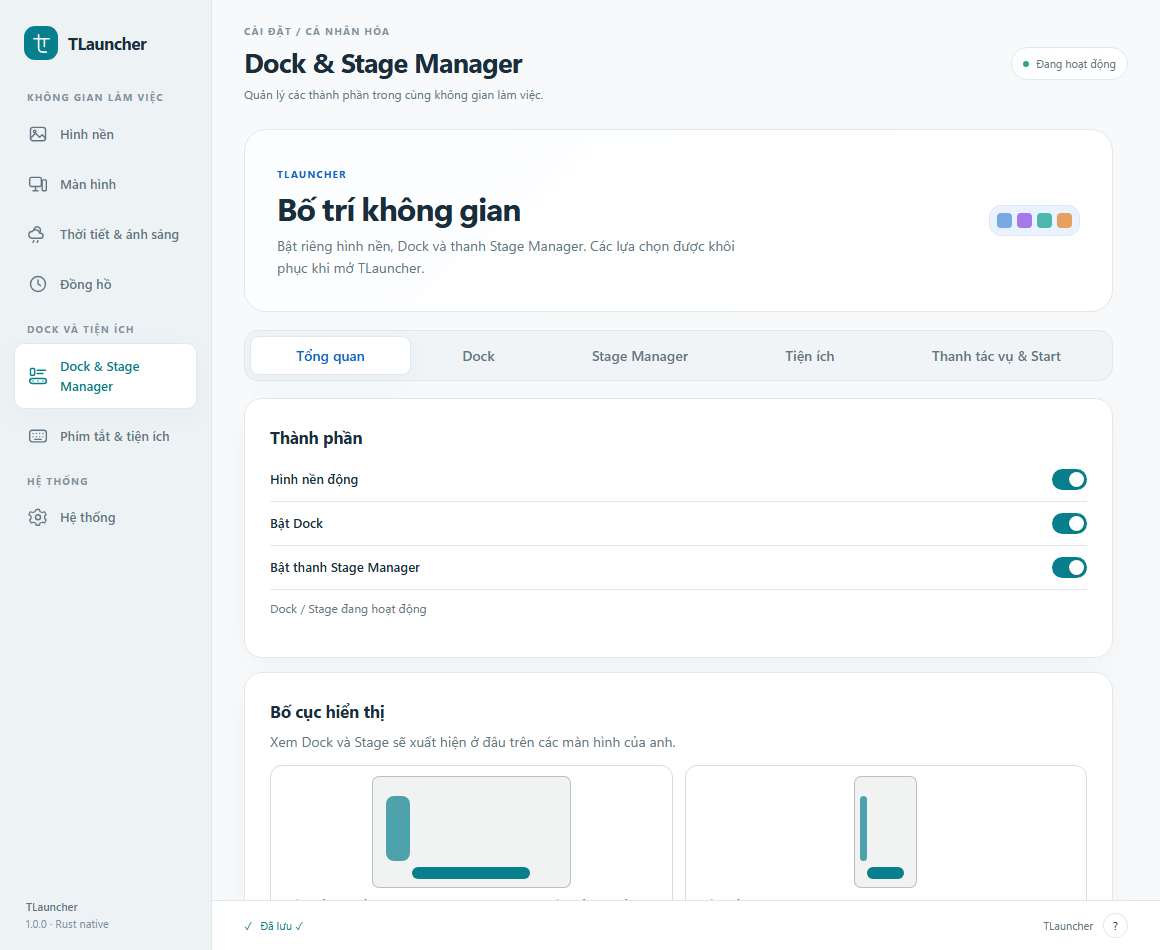 TLauncher
KHÔNG GIAN LÀM VIỆC
Hình nền
Màn hình
Thời tiết & ánh sáng
Đồng hồ
DOCK VÀ TIỆN ÍCH
Dock & Stage
Manager
Phím tắt & tiện ích
HỆ THỐNG
Hệ thống
TLauncher
1.0.0 · Rust native
CÀI ĐẶT / CÁ NHÂN HÓA
Dock & Stage Manager
Quản lý các thành phần trong cùng không gian làm việc.
Đang hoạt động
TLAUNCHER
Bố trí không gian
Bật riêng hình nền, Dock và thanh Stage Manager. Các lựa chọn được khôi
phục khi mở TLauncher.
Tổng quan
Dock
Stage Manager
Tiện ích
Thanh tác vụ & Start
Thành phần
Hình nền động
Bật Dock
Bật thanh Stage Manager
Dock / Stage đang hoạt động
Bố cục hiển thị
Xem Dock và Stage sẽ xuất hiện ở đâu trên các màn hình của anh.
✓ Đã lưu ✓
TLauncher
?